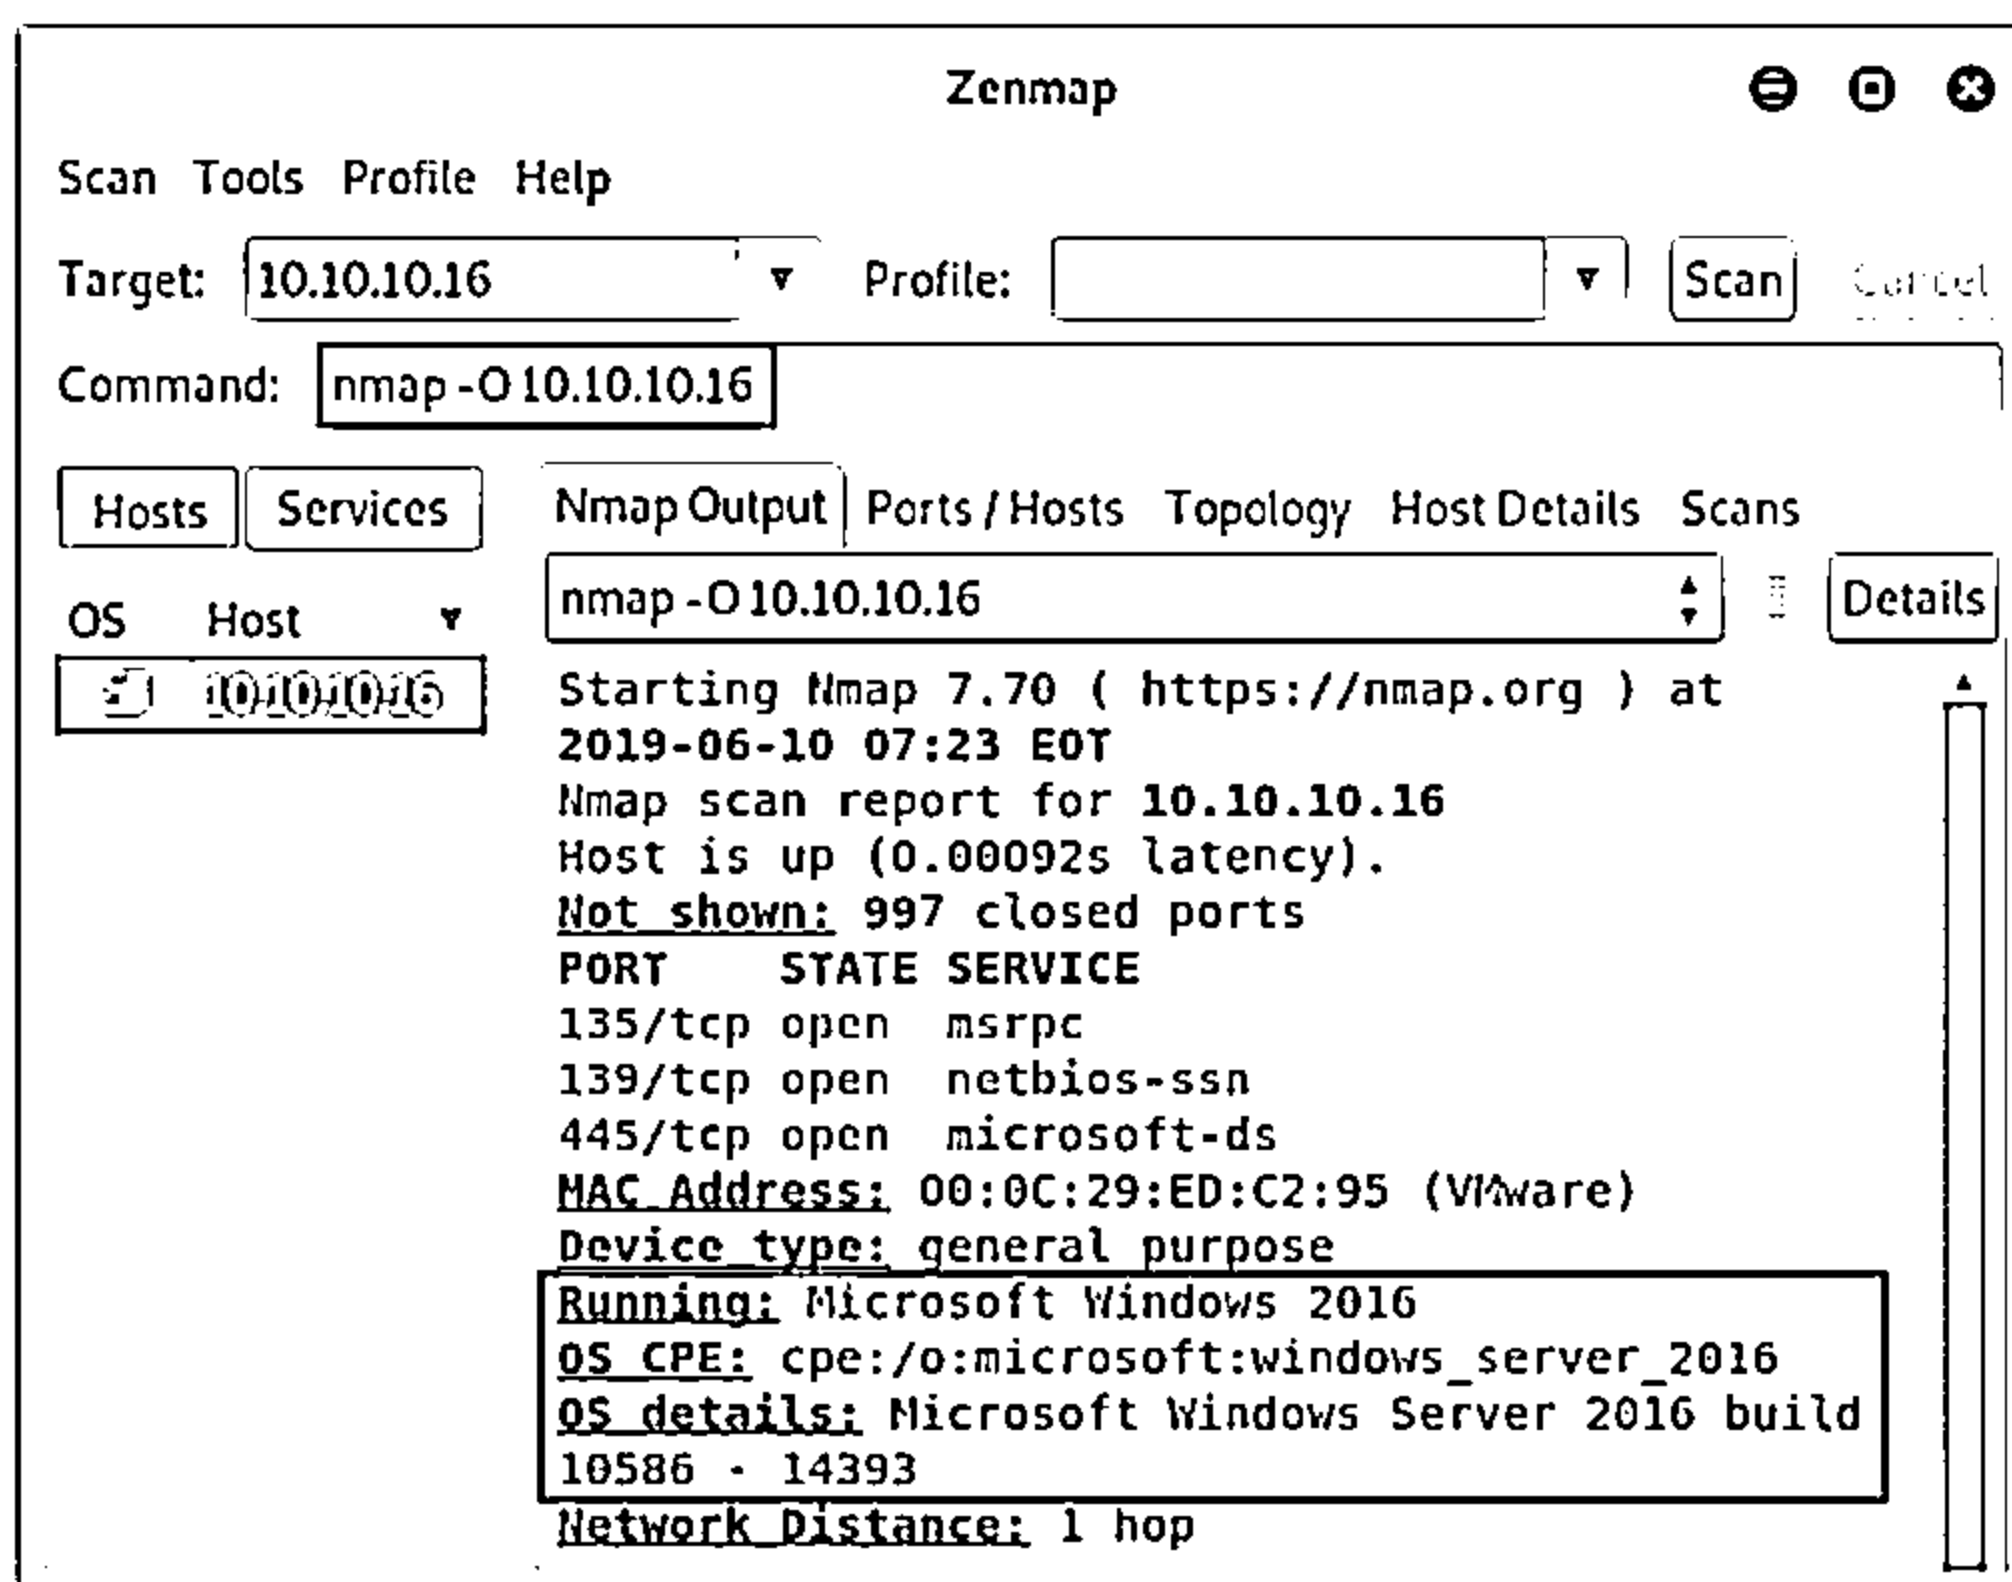 Zenmap
Scan Tools Profile Help
Target: 10.10.10.16 Profile: Scan Cancel
Command: nmap -O 10.10.10.16
Hosts Services Nmap Output Ports / Hosts Topology Host Details Scans
OS Host nmap -O 10.10.10.16 Details
10.10.10.16
Starting Nmap 7.70 ( https://nmap.org ) at
2019-06-10 07:23 EDT
Nmap scan report for 10.10.10.16
Host is up (0.00092s latency).
Not shown: 997 closed ports
PORT STATE SERVICE
135/tcp open msrpc
139/tcp open netbios-ssn
445/tcp open microsoft-ds
MAC Address: 00:0C:29:ED:C2:95 (VMware)
Device type: general purpose
Running: Microsoft Windows 2016
OS CPE: cpe:/o:microsoft:windows_server_2016
OS details: Microsoft Windows Server 2016 build
10586 - 14393
Network Distance: 1 hop